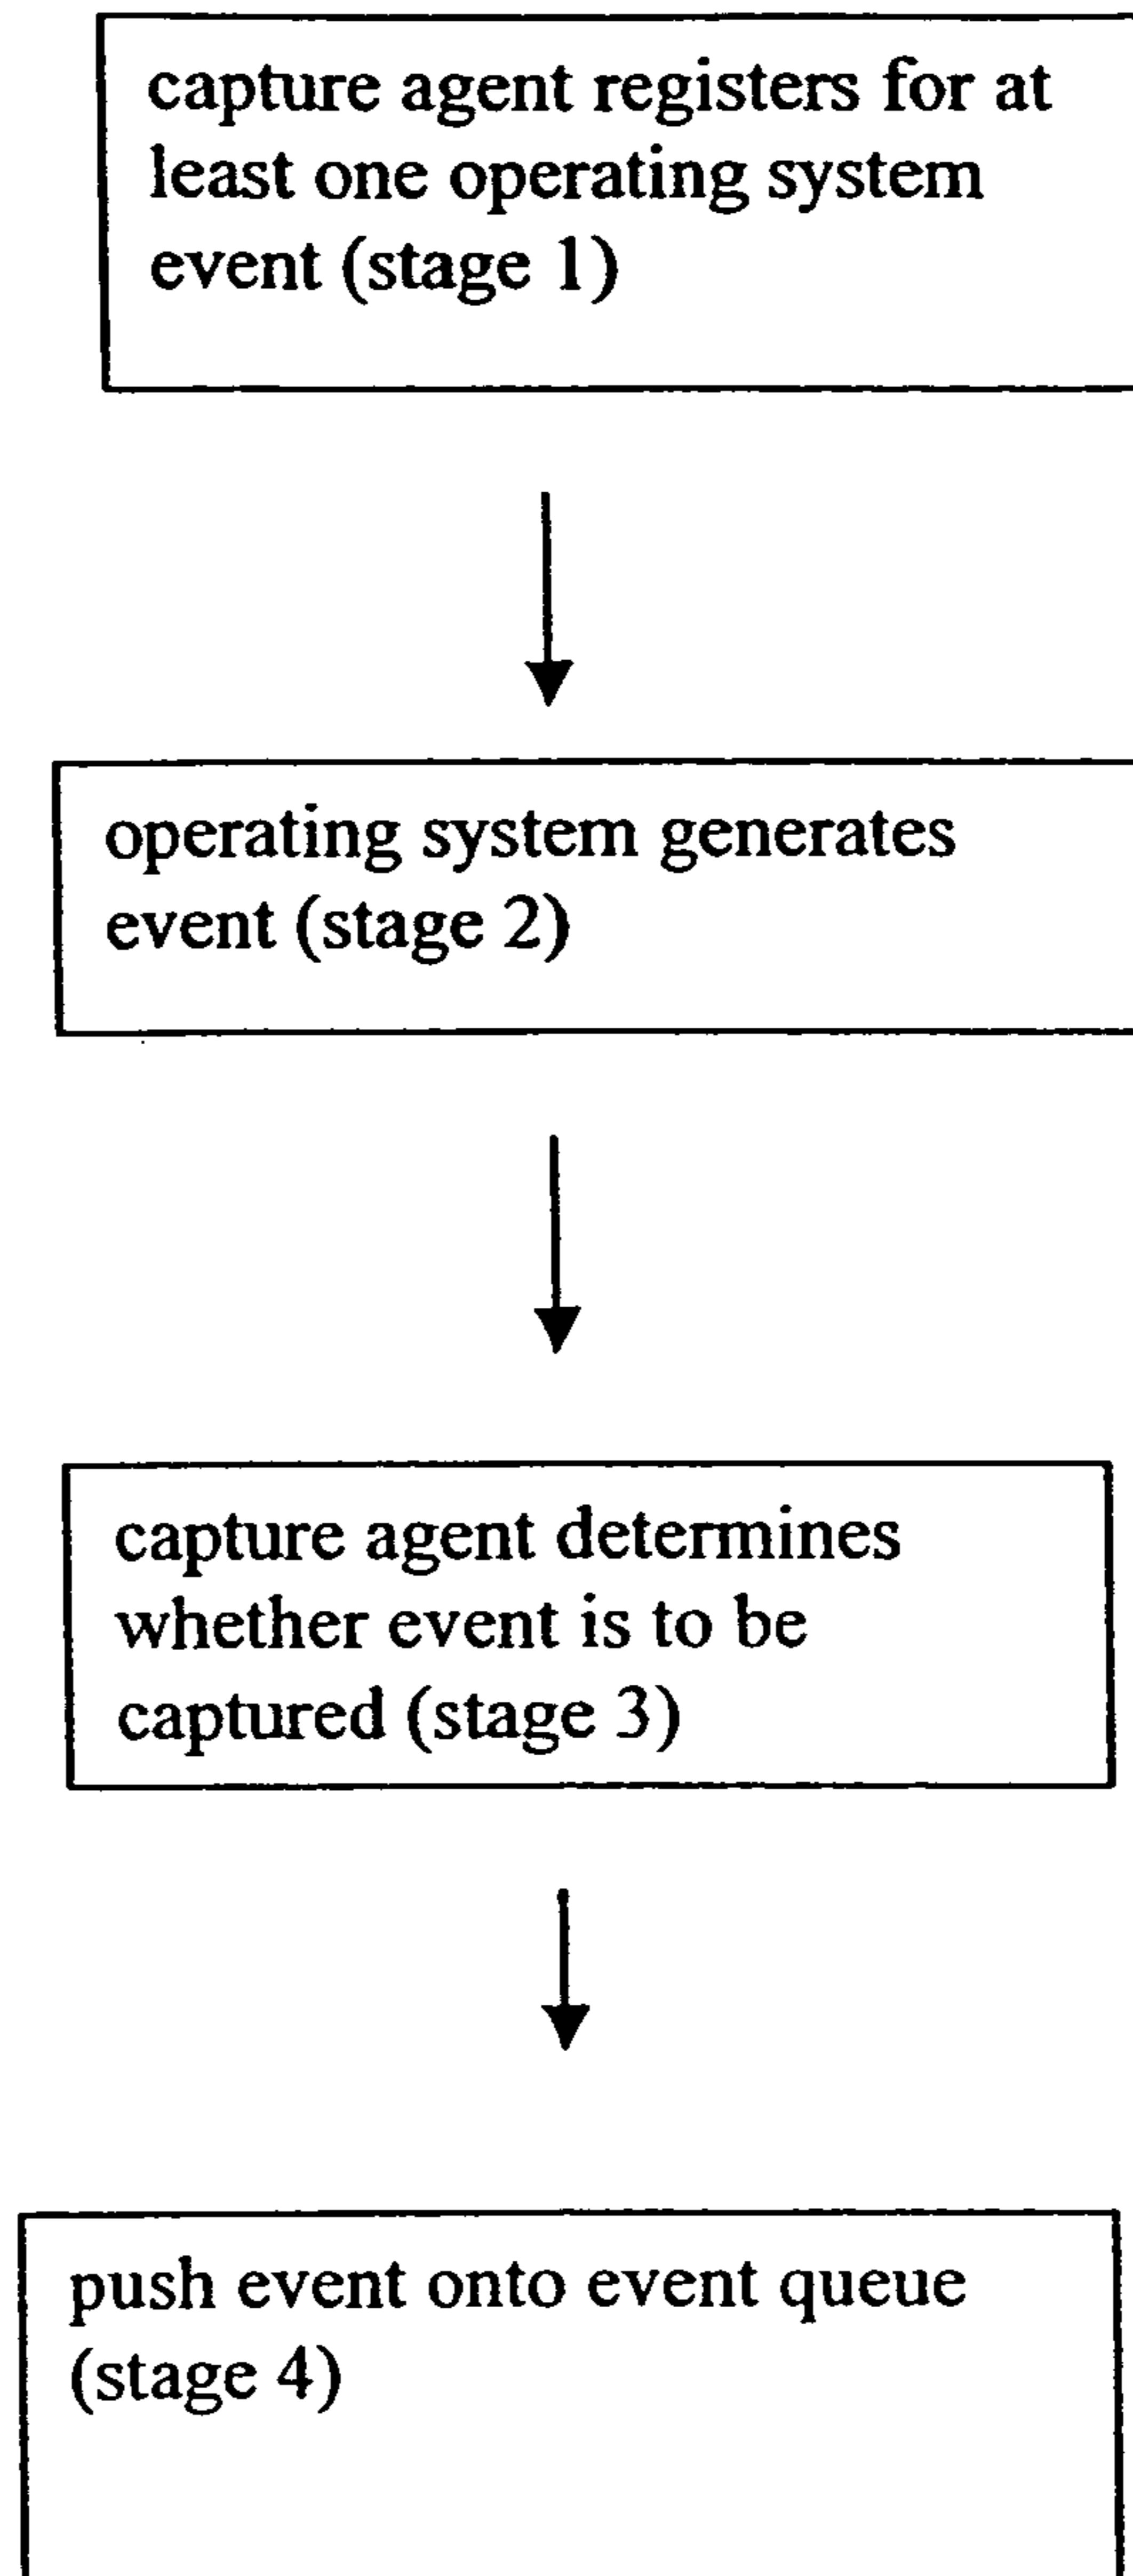 capture agent registers for at
least one operating system
event (stage 1)
operating system generates
event (stage 2)
capture agent determines
whether event is to be
captured (stage 3)
push event onto event queue
(stage 4)